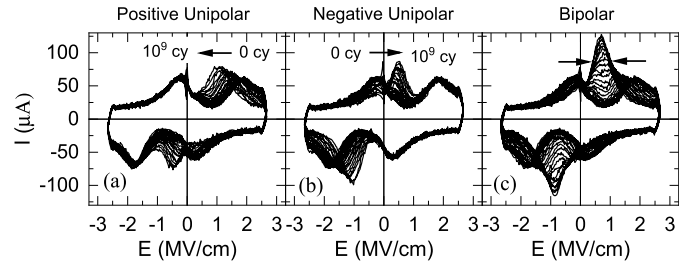 Positive Unipolar Negative Unipolar Bipolar
10⁹ cy 0 cy 0 cy 10⁹ cy
100
50
0
-50
-100
I (μA)
(a) (b) (c)
-3 -2 -1 0 1 2 3 -3 -2 -1 0 1 2 3 -3 -2 -1 0 1 2 3
E (MV/cm) E (MV/cm) E (MV/cm)